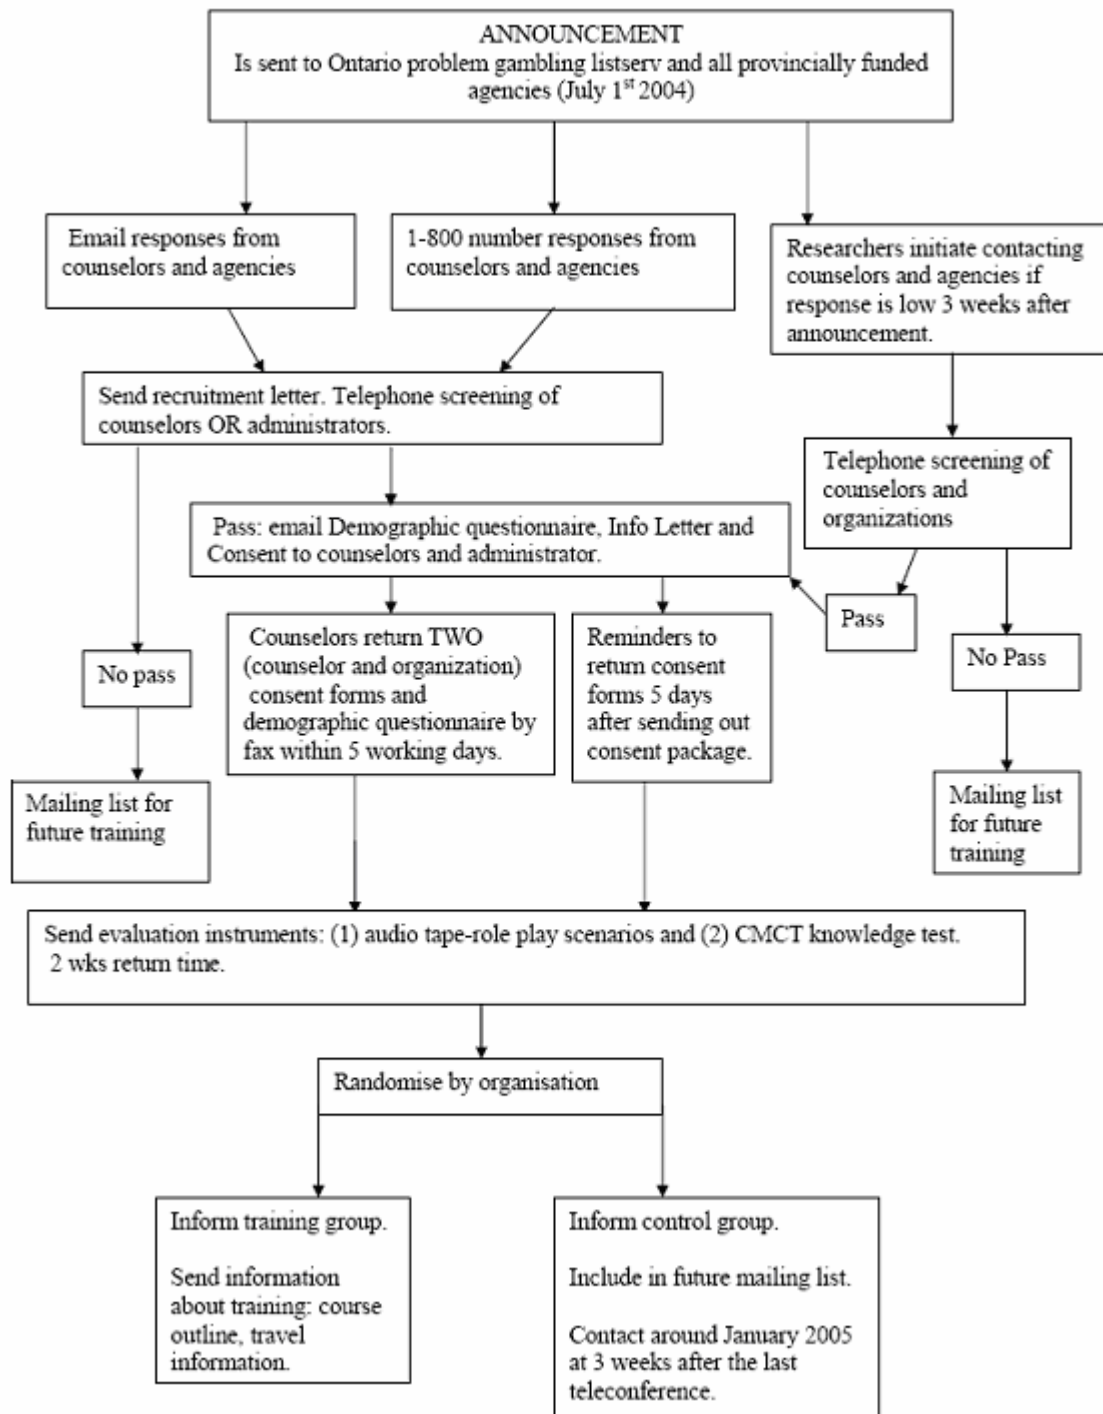 ANNOUNCEMENT
Is sent to Ontario problem gambling listserv and all provincially funded
agencies (July 1st 2004)
Email responses from
counselors and agencies
1-800 number responses from
counselors and agencies
Researchers initiate contacting
counselors and agencies if
response is low 3 weeks after
announcement.
Send recruitment letter. Telephone screening of
counselors OR administrators.
Telephone screening of
counselors and
organizations
Pass: email Demographic questionnaire, Info Letter and
Consent to counselors and administrator.
Pass
No Pass
Counselors return TWO
(counselor and organization)
consent forms and
demographic questionnaire by
fax within 5 working days.
Reminders to
return consent
forms 5 days
after sending out
consent package.
No pass
Mailing list for
future training
Mailing list
for future
training
Send evaluation instruments: (1) audio tape-role play scenarios and (2) CMCT knowledge test.
2 wks return time.
Randomise by organisation
Inform training group.
Send information
about training: course
outline, travel
information.
Inform control group.
Include in future mailing list.
Contact around January 2005
at 3 weeks after the last
teleconference.